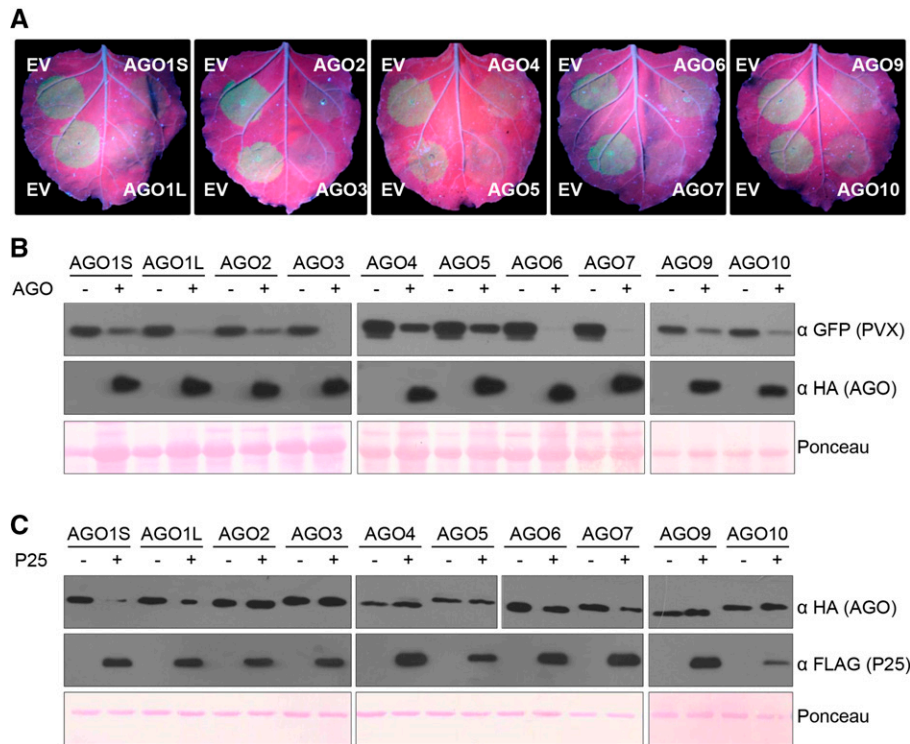 A
EV AGO1S EV AGO2 EV AGO4 EV AGO6 EV AGO9
EV AGO1L EV AGO3 EV AGO5 EV AGO7 EV AGO10
B
AGO1S AGO1L AGO2 AGO3 AGO4 AGO5 AGO6 AGO7 AGO9 AGO10
AGO - + - + - + - + - + - + - + - + - + - +
α GFP (PVX)
α HA (AGO)
Ponceau
C
AGO1S AGO1L AGO2 AGO3 AGO4 AGO5 AGO6 AGO7 AGO9 AGO10
P25 - + - + - + - + - + - + - + - + - + - +
α HA (AGO)
α FLAG (P25)
Ponceau